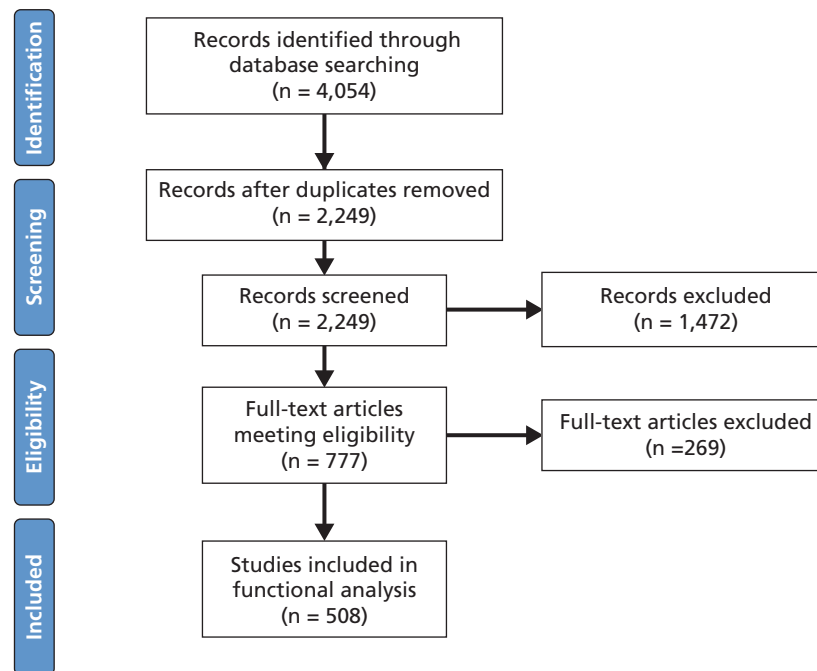 Identification
Records identified through
database searching
(n = 4,054)
Screening
Records after duplicates removed
(n = 2,249)
Records screened
(n = 2,249)
Records excluded
(n = 1,472)
Eligibility
Full-text articles
meeting eligibility
(n = 777)
Full-text articles excluded
(n =269)
Included
Studies included in
functional analysis
(n = 508)